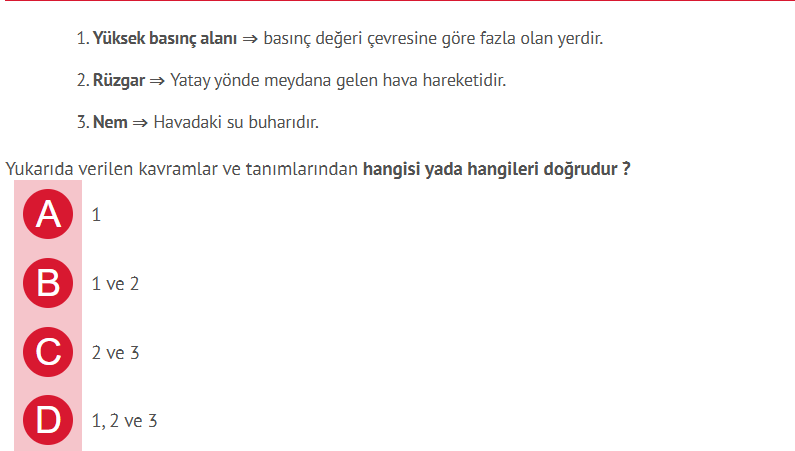 1. Yüksek basınç alanı ⇒ basınç değeri çevresine göre fazla olan yerdir.
2. Rüzgar ⇒ Yatay yönde meydana gelen hava hareketidir.
3. Nem ⇒ Havadaki su buharıdır.
Yukarıda verilen kavramlar ve tanımlarından hangisi yada hangileri doğrudur ?
A 1
B 1 ve 2
C 2 ve 3
D 1, 2 ve 3